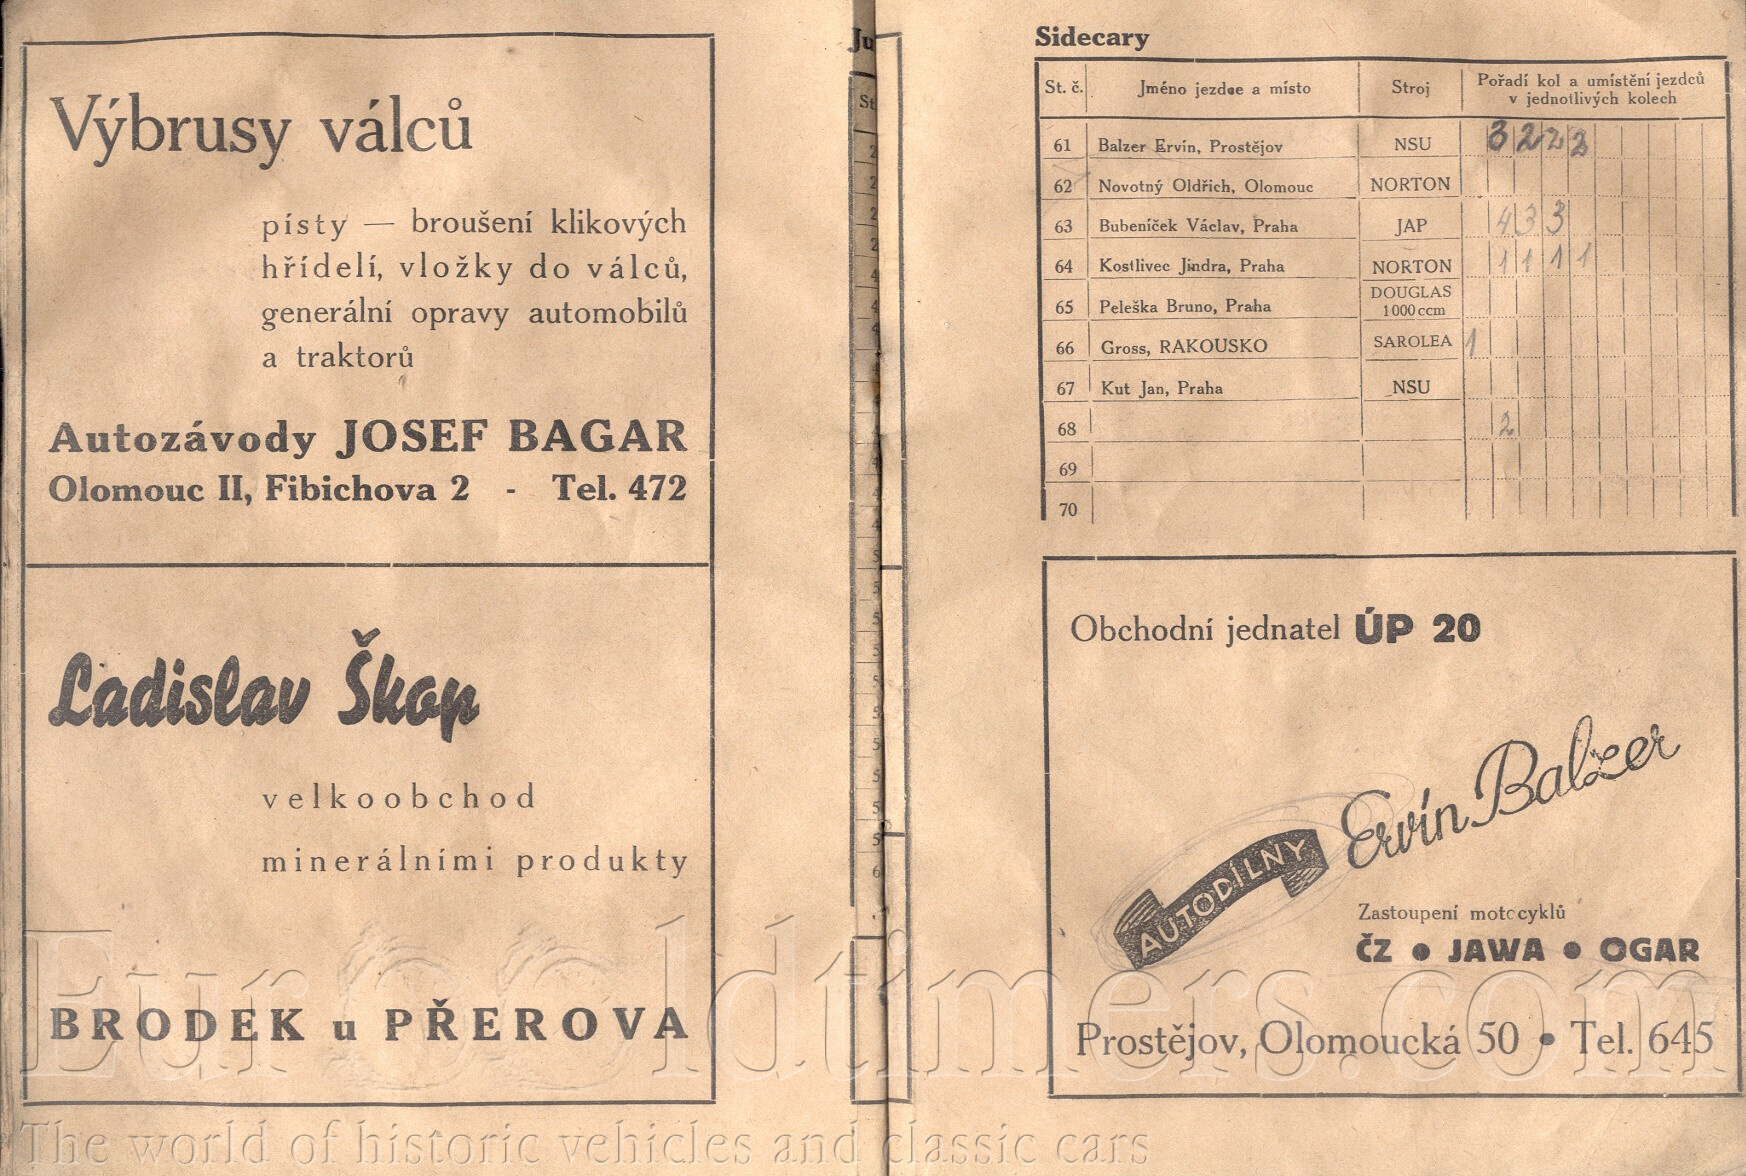 Výbrusy válců
písty — broušení klikových
hřídelí, vložky do válců,
generální opravy automobilů
a traktorů
Autozávody JOSEF BAGAR
Olomouc II, Fibichova 2 - Tel. 472
Ladislav Škop
velkoobchod
minerálními produkty
BRODEK u PŘEROVA
Ju
St
Sidecary
St. č. Jméno jezdce a místo Stroj Pořadí kol a umístění jezdců
v jednotlivých kolech
61 Balzer Ervín, Prostějov NSU 3 2 2 2
62 Novotný Oldřich, Olomouc NORTON
63 Bubeníček Václav, Praha JAP 4 3 3
64 Kostlivec Jindra, Praha NORTON 1 1 1 1
65 Peleška Bruno, Praha DOUGLAS
1000 ccm
66 Gross, RAKOUSKO SAROLEA 1
67 Kut Jan, Praha NSU
68 2
69
70
Obchodní jednatel ÚP 20
AUTODÍLNY Ervín Balzer
Zastoupení motocyklů
ČZ • JAWA • OGAR
Prostějov, Olomoucká 50 • Tel. 645
EurOOldtimers.com
The world of historic vehicles and classic cars